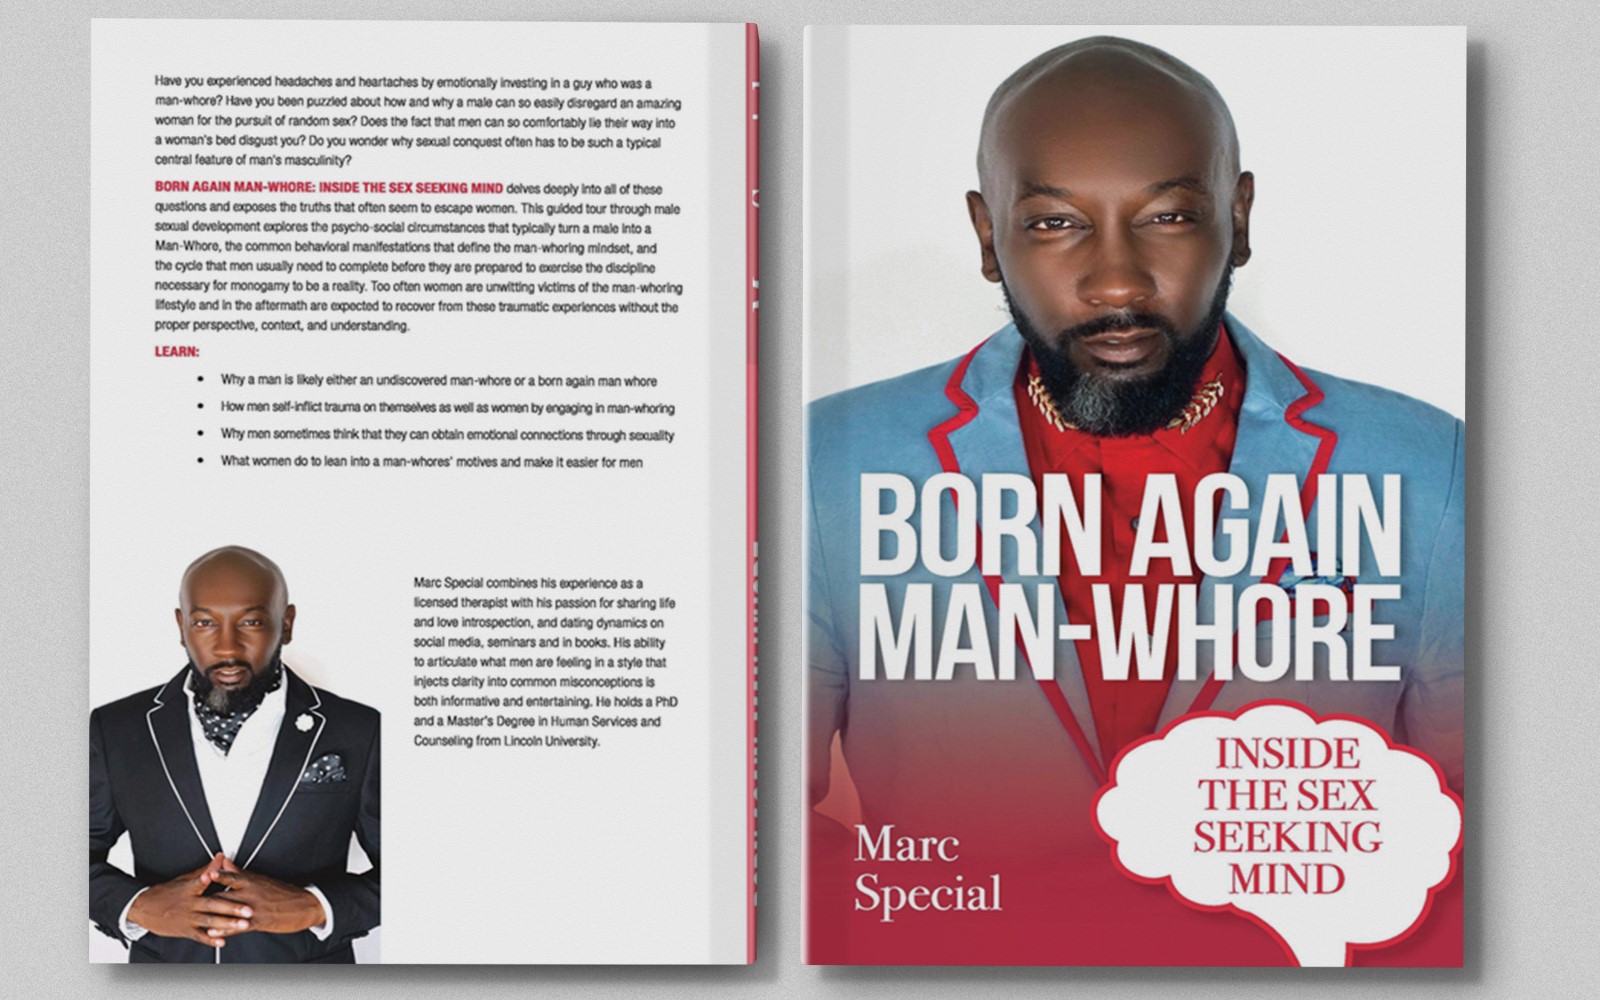 Have you experienced headaches and heartaches by emotionally investing in a guy who was a
man-whore? Have you been puzzled about how and why a male can so easily disregard an amazing
woman for the pursuit of random sex? Does the fact that men can so comfortably lie their way into
a woman's bed disgust you? Do you wonder why sexual conquest often has to be such a typical
central feature of man's masculinity?
BORN AGAIN MAN-WHORE: INSIDE THE SEX SEEKING MIND delves deeply into all of these
questions and exposes the truths that often seem to escape women. This guided tour through male
sexual development explores the psycho-social circumstances that typically turn a male into a
Man-Whore, the common behavioral manifestations that define the man-whoring mindset, and
the cycle that men usually need to complete before they are prepared to exercise the discipline
necessary for monogamy to be a reality. Too often women are unwitting victims of the man-whoring
lifestyle and in the aftermath are expected to recover from these traumatic experiences without the
proper perspective, context, and understanding.
LEARN:
• Why a man is likely either an undiscovered man-whore or a born again man whore
• How men self-inflict trauma on themselves as well as women by engaging in man-whoring
• Why men sometimes think that they can obtain emotional connections through sexuality
• What women do to lean into a man-whores' motives and make it easier for men
Marc Special combines his experience as a
licensed therapist with his passion for sharing life
and love introspection, and dating dynamics on
social media, seminars and in books. His ability
to articulate what men are feeling in a style that
injects clarity into common misconceptions is
both informative and entertaining. He holds a PhD
and a Master's Degree in Human Services and
Counseling from Lincoln University.
BORN AGAIN
MAN-WHORE
INSIDE
THE SEX
SEEKING
MIND
Marc
Special